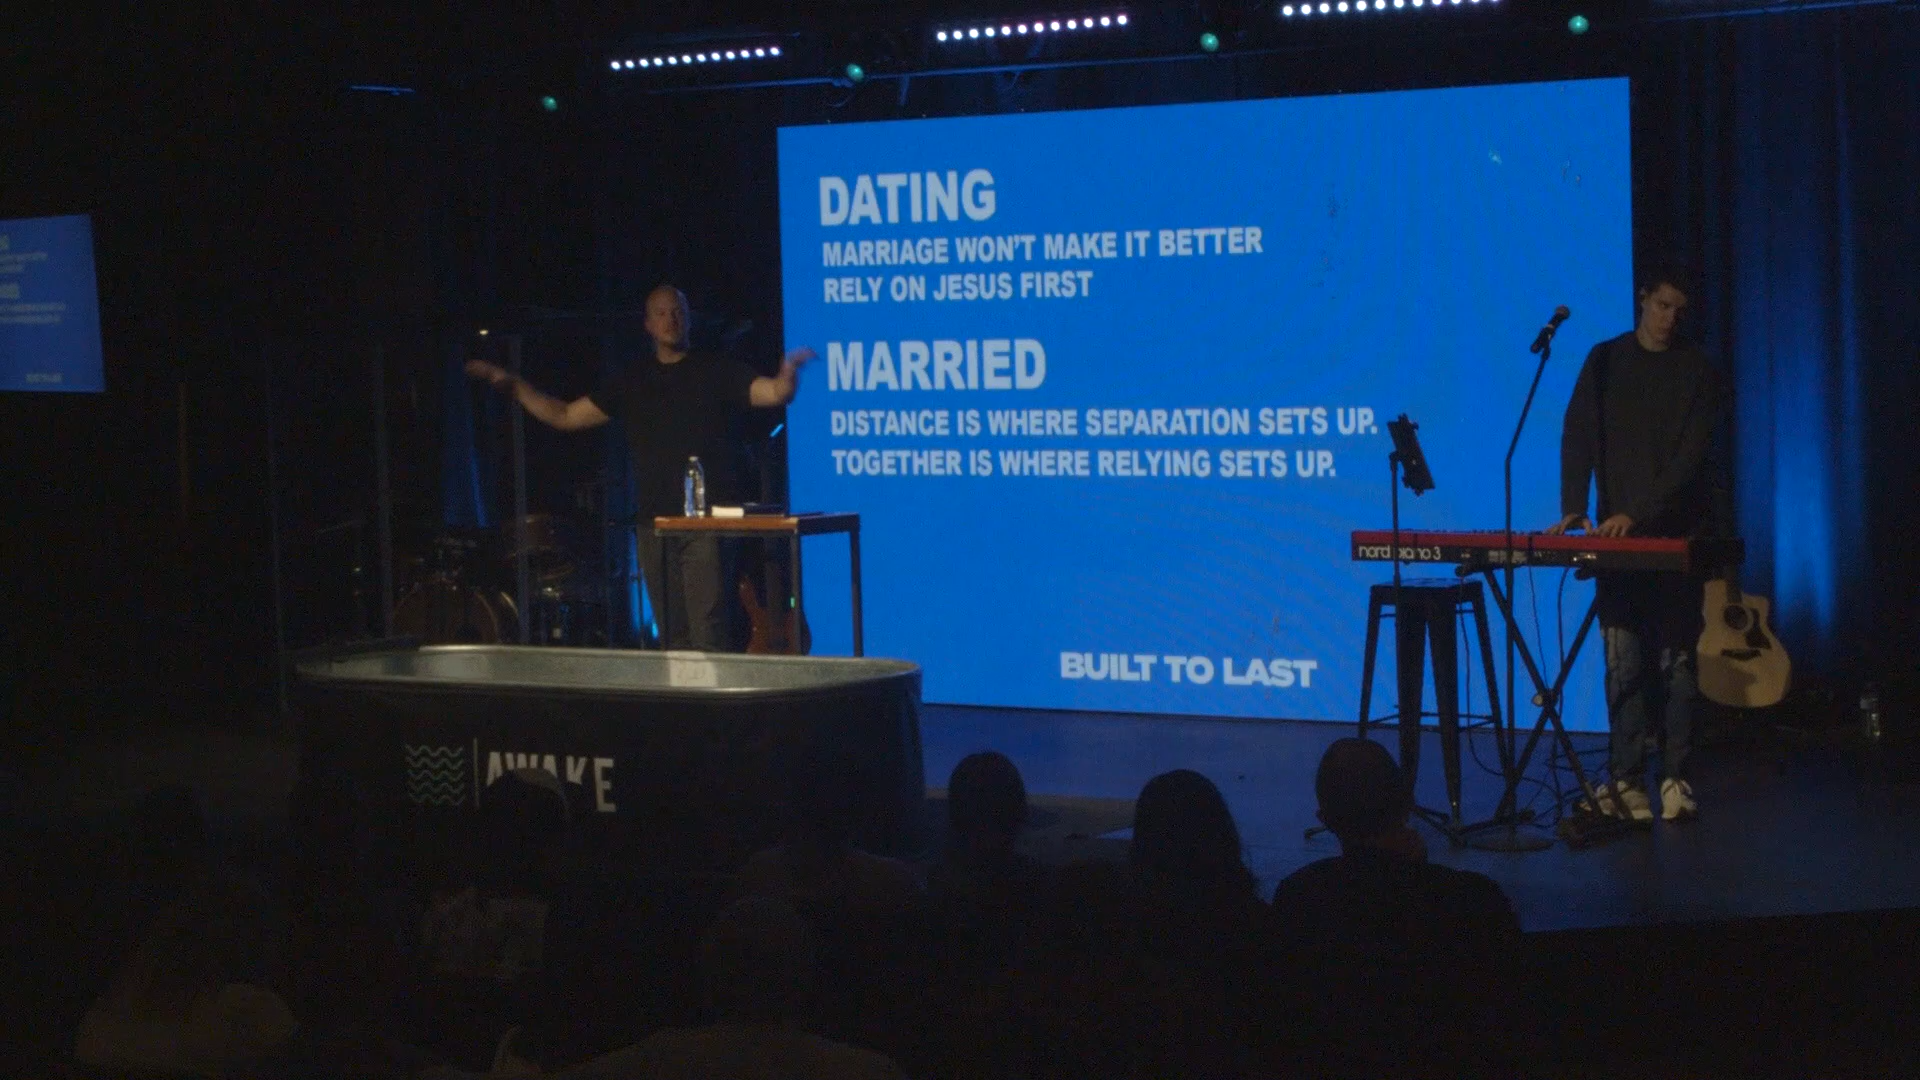 DATING
MARRIAGE WON'T MAKE IT BETTER
RELY ON JESUS FIRST
MARRIED
DISTANCE IS WHERE SEPARATION SETS UP.
TOGETHER IS WHERE RELYING SETS UP.
BUILT TO LAST
nord piano 3
AWAKE